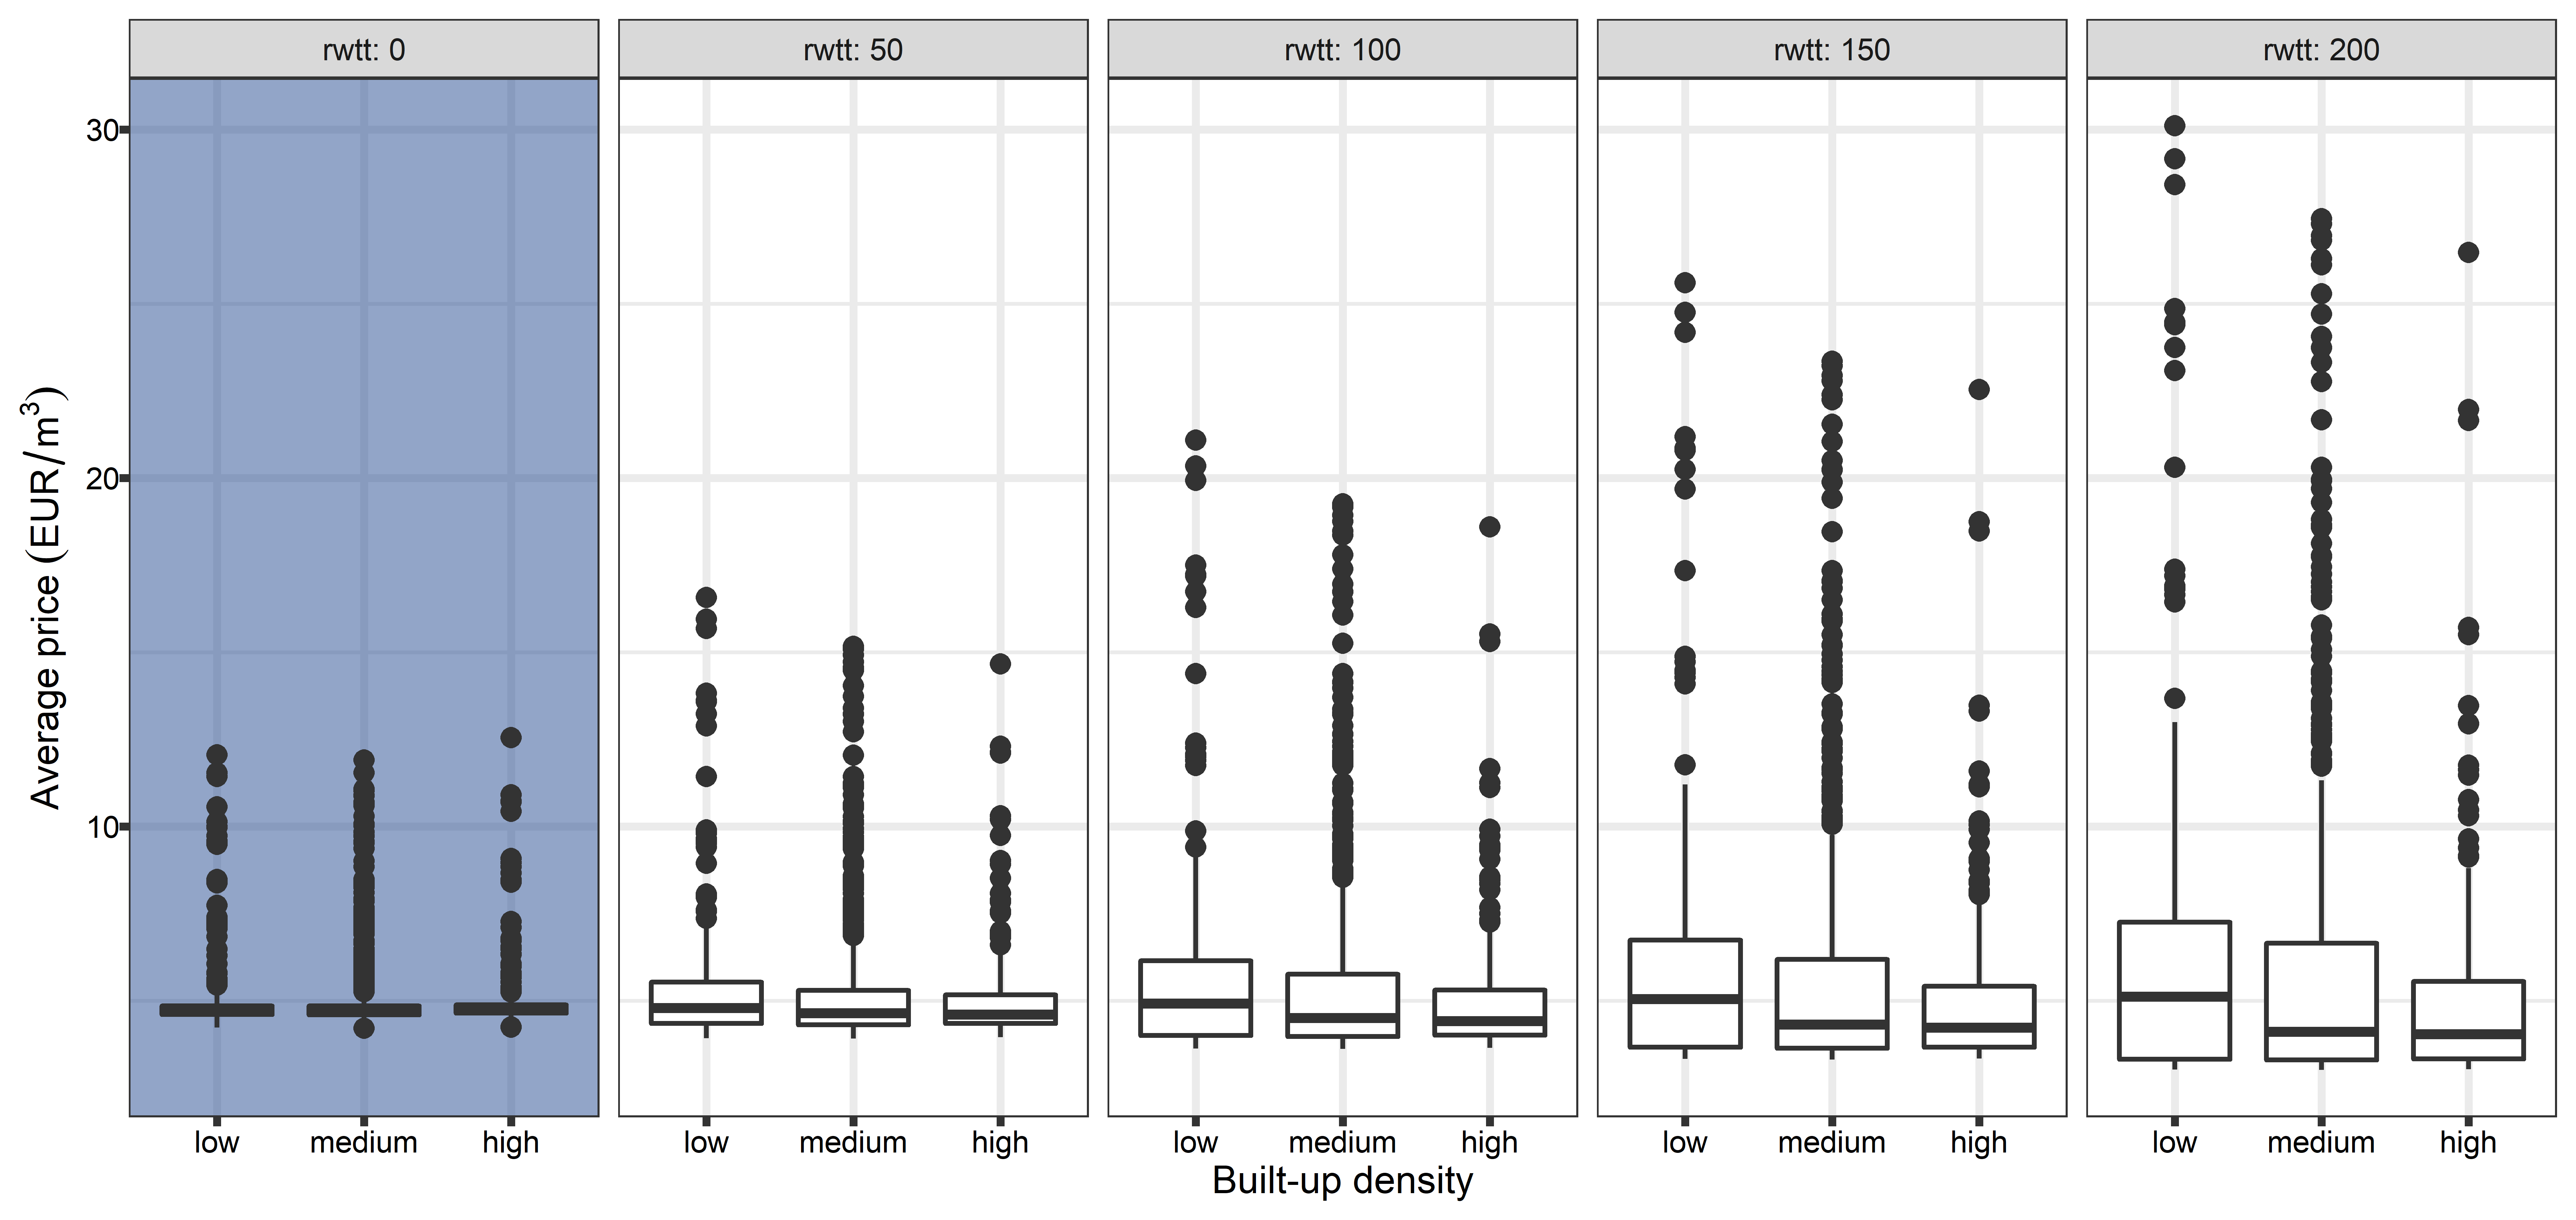 rwtt: 0
rwtt: 50
rwtt: 100
rwtt: 150
rwtt: 200
30
20
10
Average price (EUR/m³)
low medium high
low medium high
low medium high
low medium high
low medium high
Built-up density